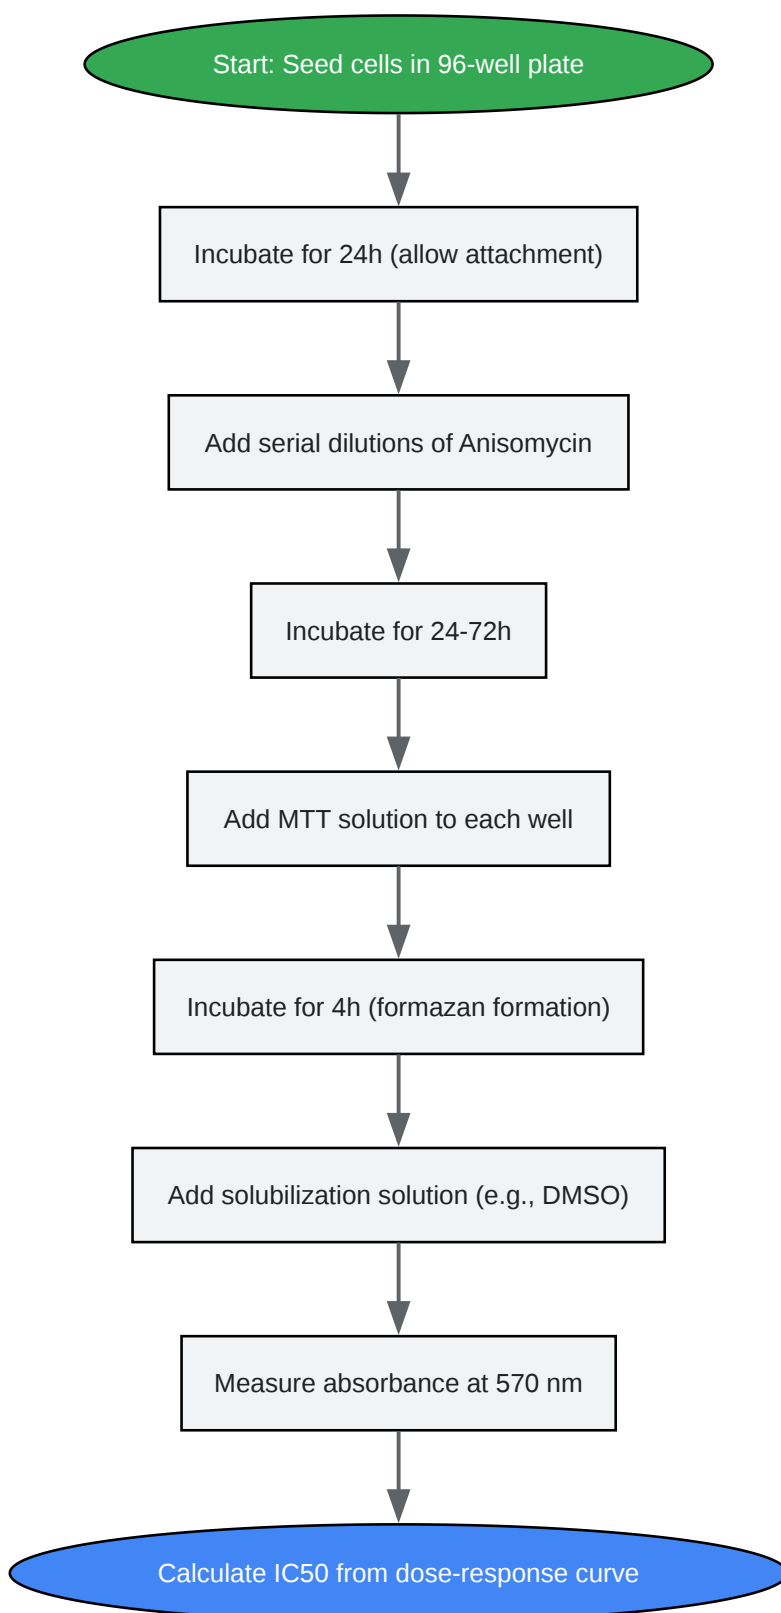 Start: Seed cells in 96-well plate
Incubate for 24h (allow attachment)
Add serial dilutions of Anisomycin
Incubate for 24-72h
Add MTT solution to each well
Incubate for 4h (formazan formation)
Add solubilization solution (e.g., DMSO)
Measure absorbance at 570 nm
Calculate IC50 from dose-response curve